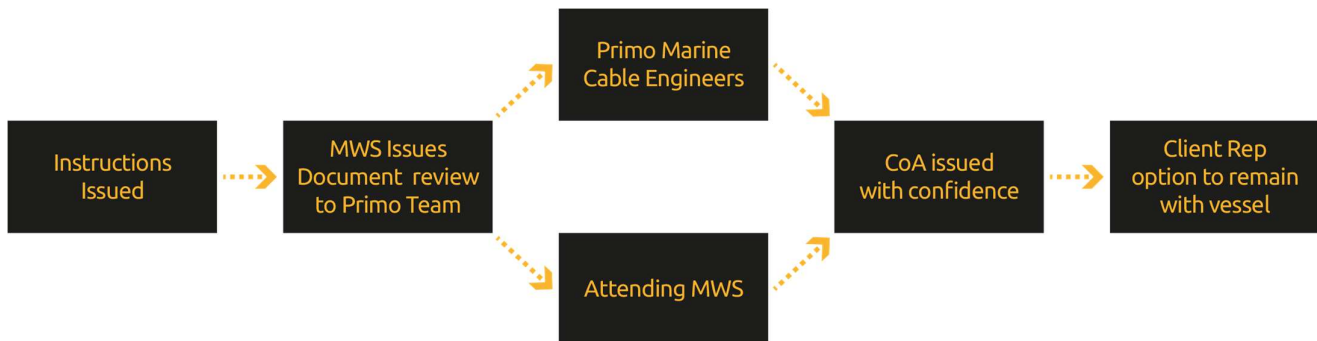 Instructions
Issued
MWS Issues
Document review
to Primo Team
Primo Marine
Cable Engineers
Attending MWS
CoA issued
with confidence
Client Rep
option to remain
with vessel